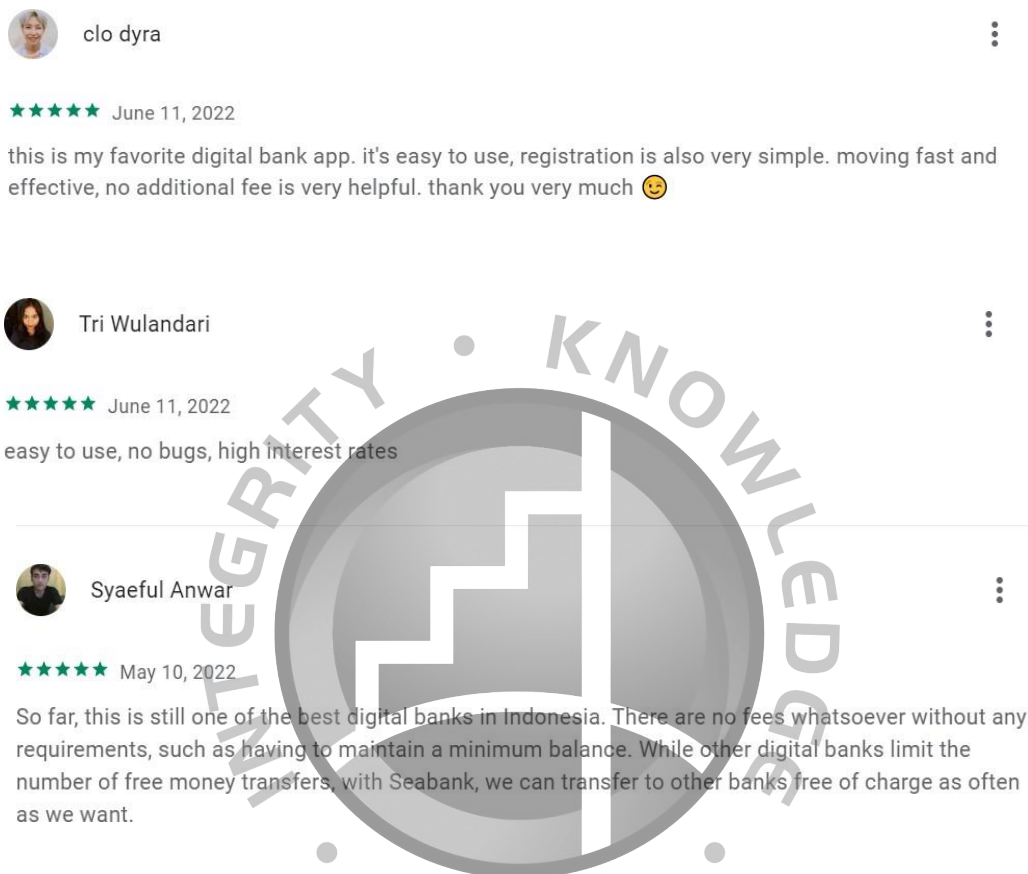 clo dyra
June 11, 2022
this is my favorite digital bank app. it's easy to use, registration is also very simple. moving fast and
effective, no additional fee is very helpful. thank you very much 😉
Tri Wulandari
June 11, 2022
easy to use, no bugs, high interest rates
Syaeful Anwar
May 10, 2022
So far, this is still one of the best digital banks in Indonesia. There are no fees whatsoever without any
requirements, such as having to maintain a minimum balance. While other digital banks limit the
number of free money transfers, with Seabank, we can transfer to other banks free of charge as often
as we want.
INTEGRITY • KNOWLEDGE